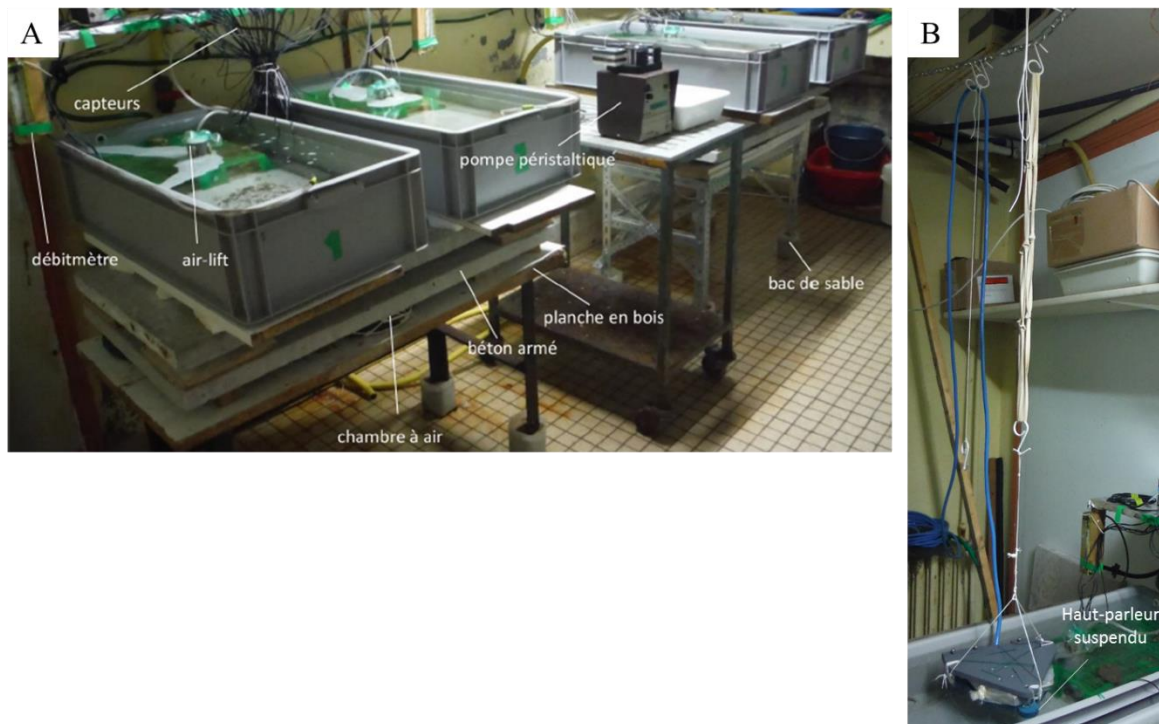 A
capteurs
pompe péristaltique
débitmètre
air-lift
bac de sable
planche en bois
béton armé
chambre à air
1
B
Haut-parleur
suspendu